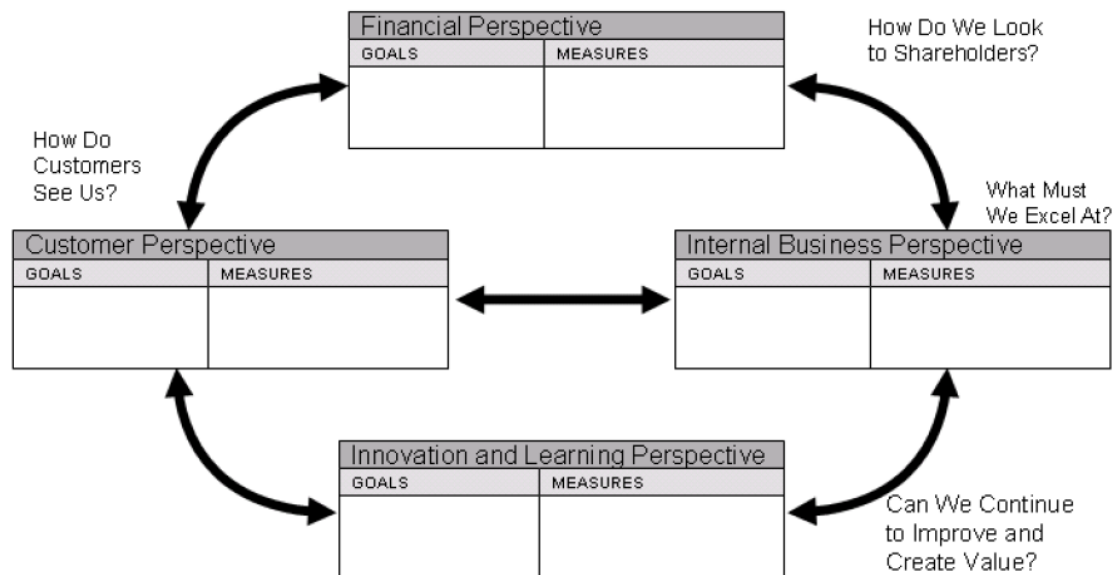 Financial Perspective
GOALS MEASURES
How Do We Look
to Shareholders?
How Do
Customers
See Us?
What Must
We Excel At?
Customer Perspective
GOALS MEASURES
Internal Business Perspective
GOALS MEASURES
Innovation and Learning Perspective
GOALS MEASURES
Can We Continue
to Improve and
Create Value?